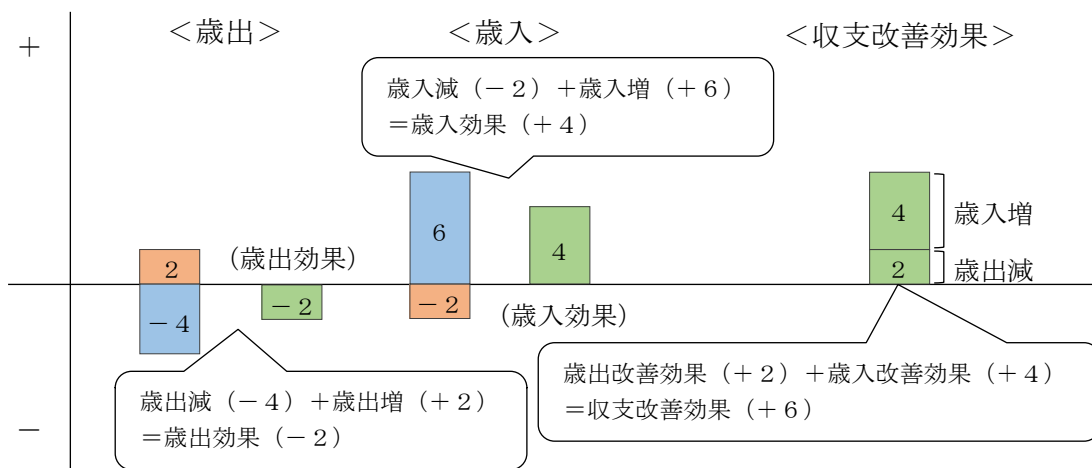 ＋
＜歳出＞
＜歳入＞
＜収支改善効果＞
歳入減（－２）＋歳入増（＋６）
＝歳入効果（＋４）
２
－４
（歳出効果）
－２
６
－２
４
（歳入効果）
４
２
歳入増
歳出減
歳出減（－４）＋歳出増（＋２）
＝歳出効果（－２）
歳出改善効果（＋２）＋歳入改善効果（＋４）
＝収支改善効果（＋６）
－